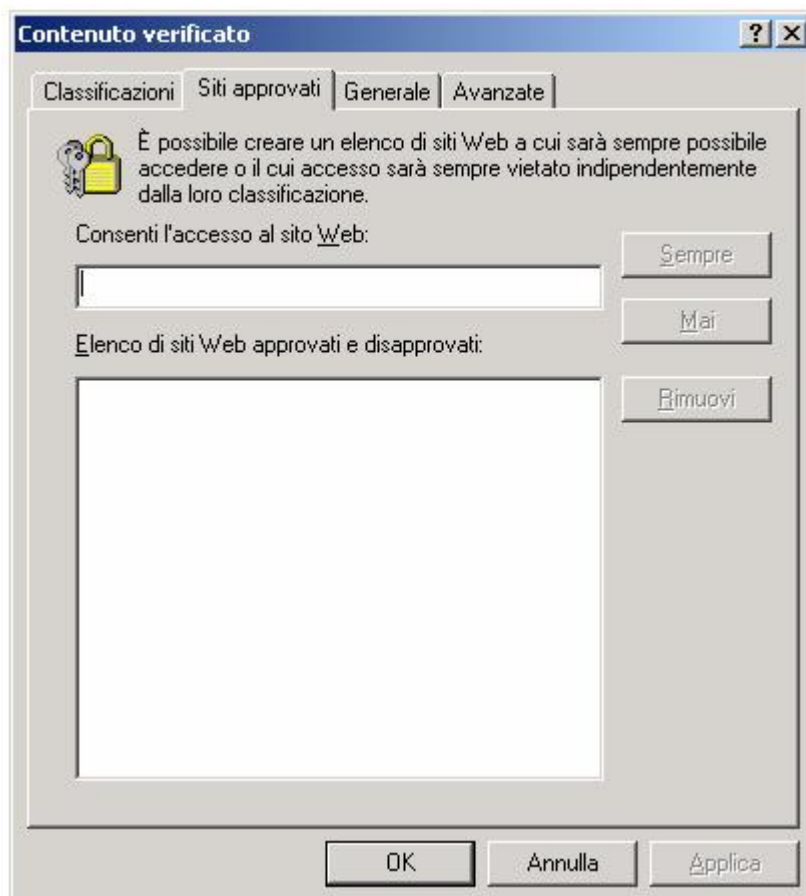 Contenuto verificato
Classificazioni Siti approvati Generale Avanzate
È possibile creare un elenco di siti Web a cui sarà sempre possibile
accedere o il cui accesso sarà sempre vietato indipendentemente
dalla loro classificazione.
Consenti l'accesso al sito Web:
Sempre
Mai
Elenco di siti Web approvati e disapprovati:
Rimuovi
OK Annulla Applica